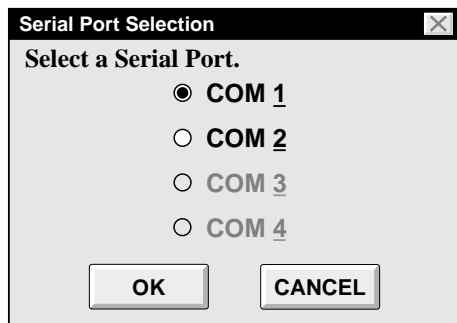 Serial Port Selection
Select a Serial Port.
COM 1
COM 2
COM 3
COM 4
OK CANCEL